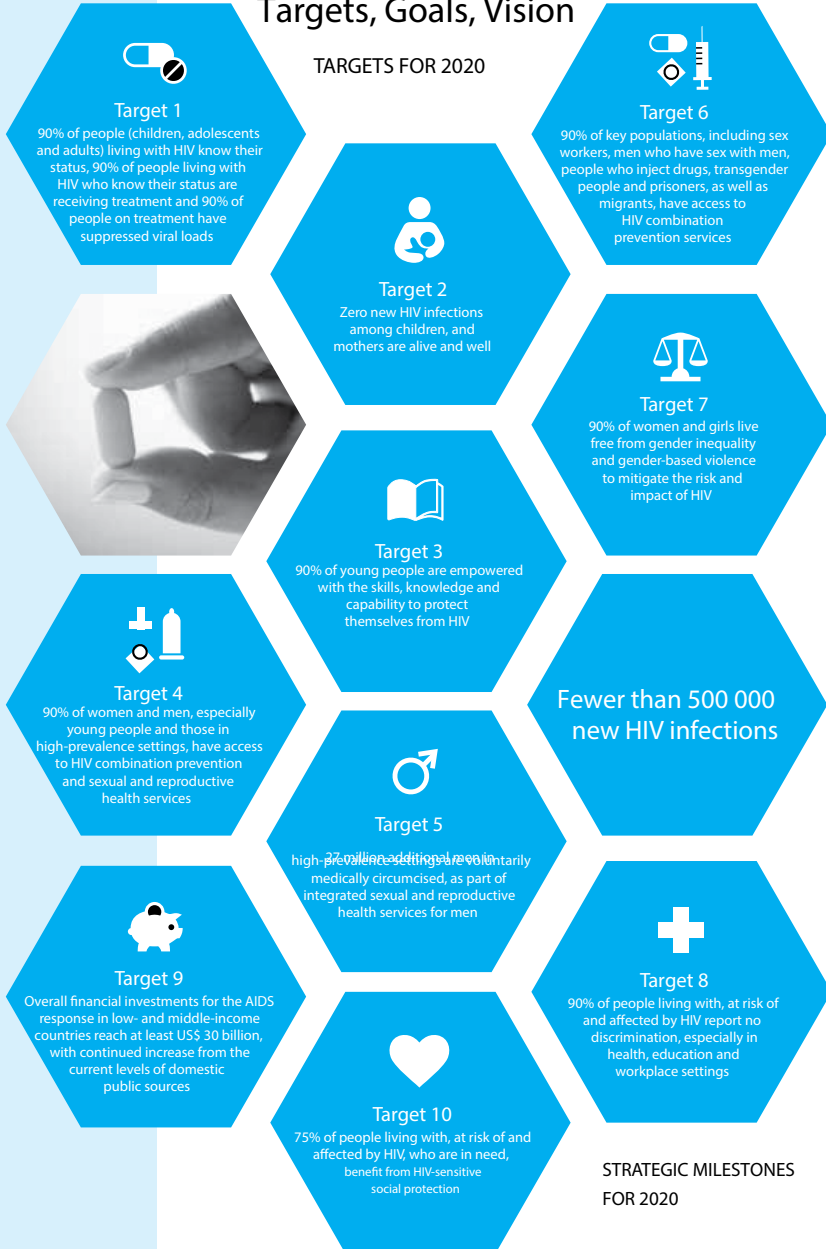 Targets, Goals, Vision
TARGETS FOR 2020
Target 1
90% of people (children, adolescents
and adults) living with HIV know their
status, 90% of people living with
HIV who know their status are
receiving treatment and 90% of
people on treatment have
suppressed viral loads
Target 2
Zero new HIV infections
among children, and
mothers are alive and well
Target 3
90% of young people are empowered
with the skills, knowledge and
capability to protect
themselves from HIV
Target 4
90% of women and men, especially
young people and those in
high-prevalence settings, have access
to HIV combination prevention
and sexual and reproductive
health services
Target 5
27 million additional men in
high-prevalence settings are voluntarily
medically circumcised, as part of
integrated sexual and reproductive
health services for men
Target 6
90% of key populations, including sex
workers, men who have sex with men,
people who inject drugs, transgender
people and prisoners, as well as
migrants, have access to
HIV combination
prevention services
Target 7
90% of women and girls live
free from gender inequality
and gender-based violence
to mitigate the risk and
impact of HIV
Fewer than 500 000
new HIV infections
Target 8
90% of people living with, at risk of
and affected by HIV report no
discrimination, especially in
health, education and
workplace settings
Target 9
Overall financial investments for the AIDS
response in low- and middle-income
countries reach at least US$ 30 billion,
with continued increase from the
current levels of domestic
public sources
Target 10
75% of people living with, at risk of and
affected by HIV, who are in need,
benefit from HIV-sensitive
social protection
STRATEGIC MILESTONES
FOR 2020